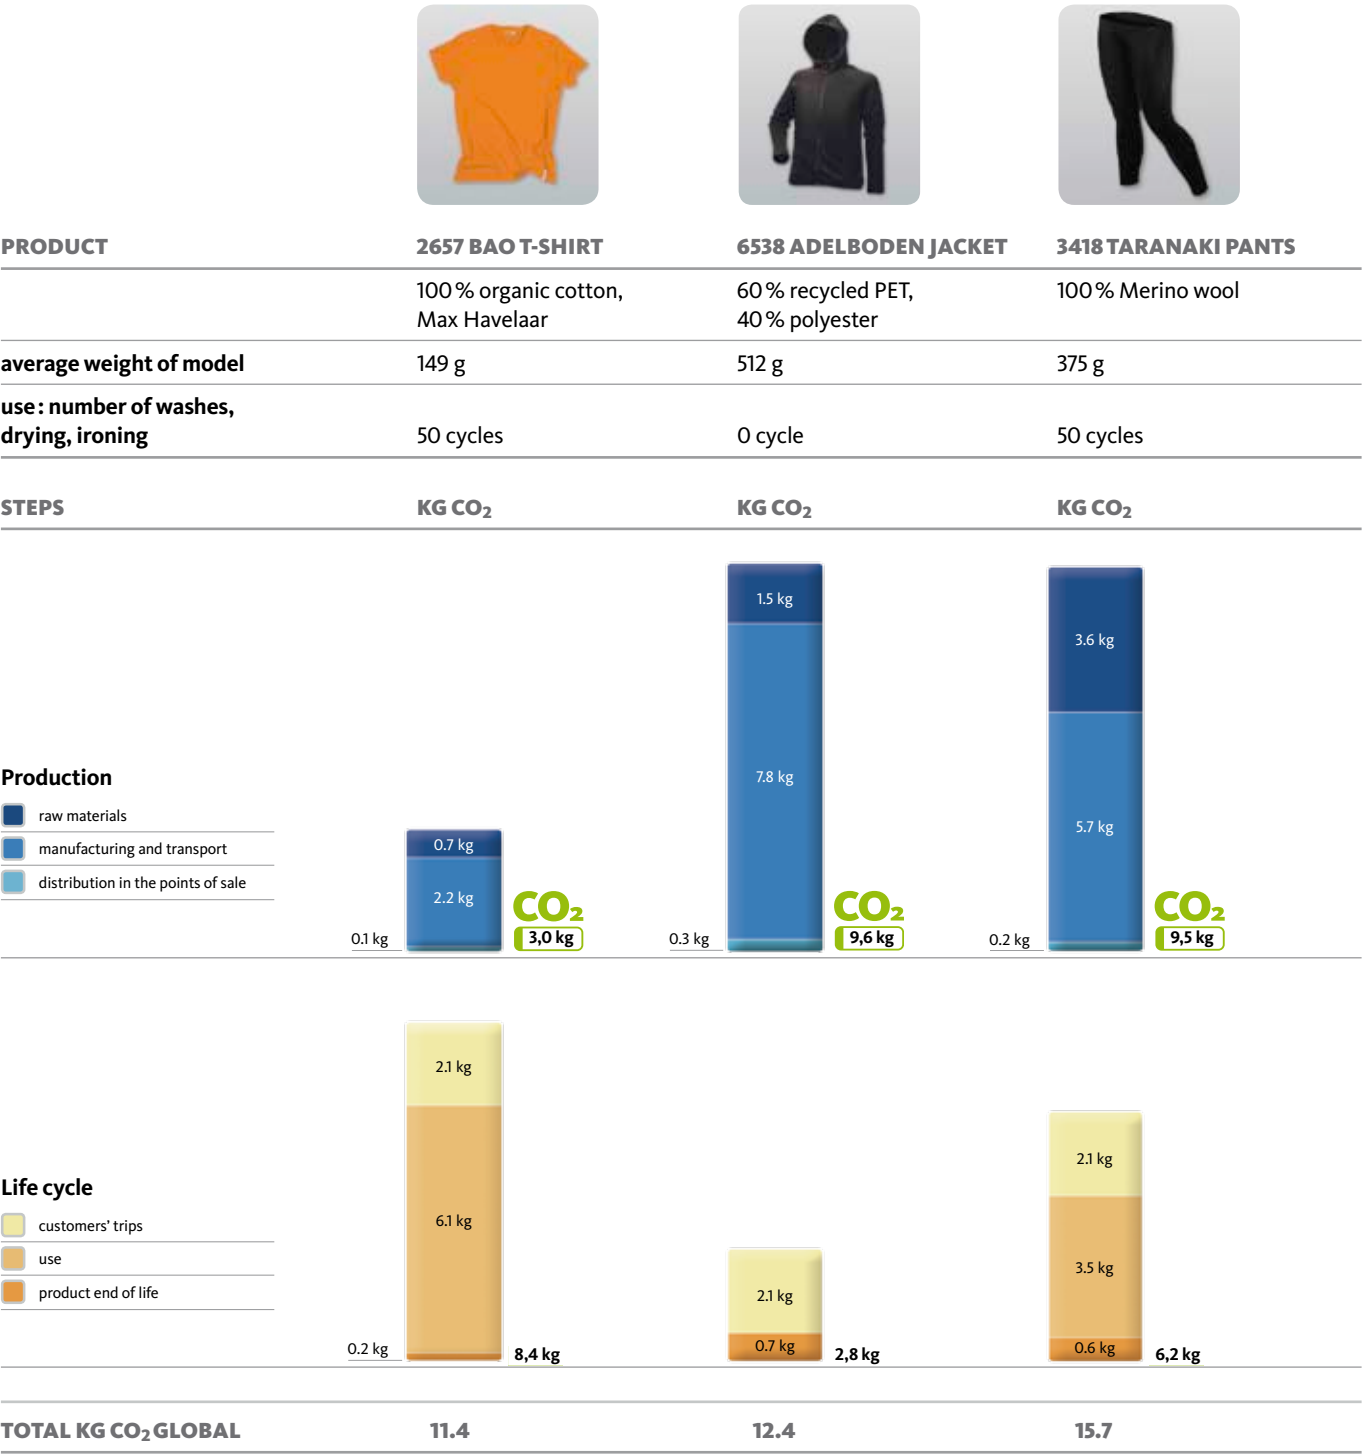 PRODUCT 2657 BAO T-SHIRT 6538 ADELBODEN JACKET 3418 TARANAKI PANTS
100 % organic cotton, 60 % recycled PET, 100 % Merino wool
Max Havelaar 40 % polyester
average weight of model 149 g 512 g 375 g
use : number of washes,
drying, ironing 50 cycles 0 cycle 50 cycles
STEPS KG CO₂ KG CO₂ KG CO₂
1.5 kg
3.6 kg
7.8 kg
Production
raw materials
5.7 kg
0.7 kg
manufacturing and transport
distribution in the points of sale
2.2 kg
CO₂ CO₂ CO₂
0.1 kg 3,0 kg 0.3 kg 9,6 kg 0.2 kg 9,5 kg
2.1 kg
2.1 kg
Life cycle
6.1 kg
customers' trips
use
3.5 kg
product end of life
2.1 kg
0.2 kg 8,4 kg 0.7 kg 2,8 kg 0.6 kg 6,2 kg
TOTAL KG CO₂ GLOBAL 11.4 12.4 15.7